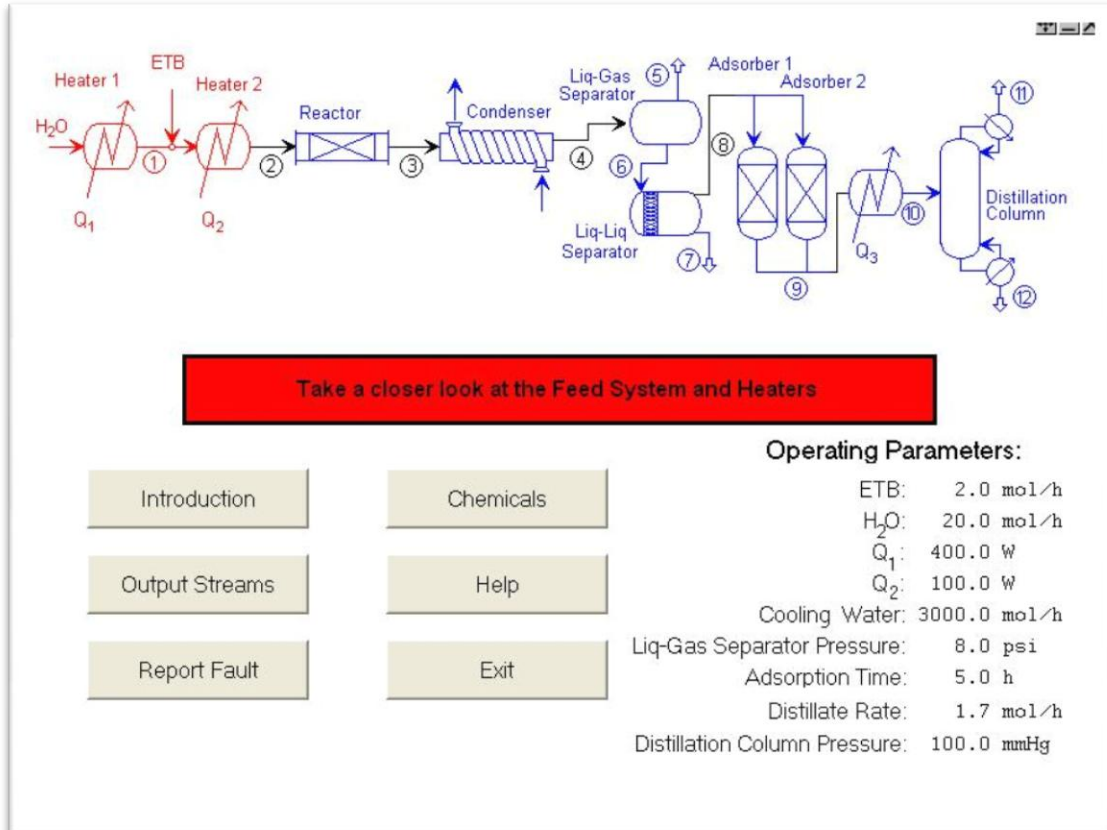 ETB
Heater 1
Heater 2
H₂O
Q₁
Q₂
①
②
Reactor
③
Condenser
④
Liq-Gas
Separator
⑤
⑥
Liq-Liq
Separator
⑦
⑧
Adsorber 1
Adsorber 2
⑨
Q₃
⑩
⑪
Distillation
Column
⑫
Take a closer look at the Feed System and Heaters
Introduction
Chemicals
Output Streams
Help
Report Fault
Exit
Operating Parameters:
ETB: 2.0 mol/h
H₂O: 20.0 mol/h
Q₁: 400.0 W
Q₂: 100.0 W
Cooling Water: 3000.0 mol/h
Liq-Gas Separator Pressure: 8.0 psi
Adsorption Time: 5.0 h
Distillate Rate: 1.7 mol/h
Distillation Column Pressure: 100.0 mmHg